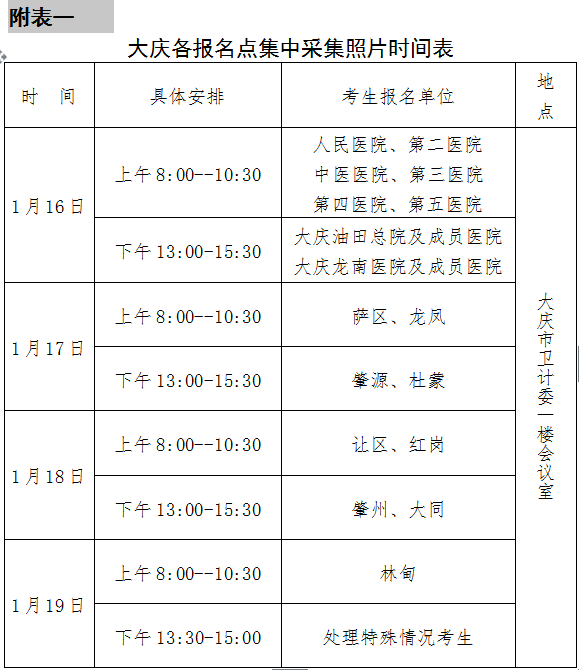 附表一
大庆各报名点集中采集照片时间表
时 间 具体安排 考生报名单位 地点
1月16日 上午8:00--10:30 人民医院、第二医院
中医医院、第三医院
第四医院、第五医院
下午13:00-15:30 大庆油田总院及成员医院
大庆龙南医院及成员医院
1月17日 上午8:00--10:30 萨区、龙凤
下午13:00-15:30 肇源、杜蒙
1月18日 上午8:00--10:30 让区、红岗
下午13:00-15:30 肇州、大同
1月19日 上午8:00--10:30 林甸
下午13:30-15:00 处理特殊情况考生
大庆市卫计委一楼会议室